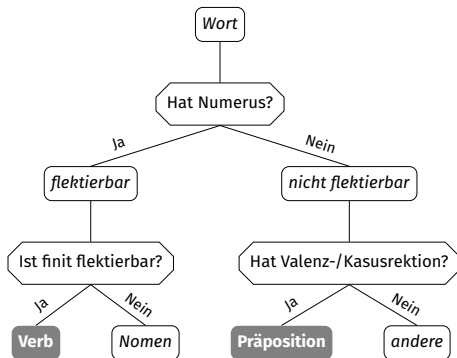 Wort
Hat Numerus?
Ja
Nein
flektierbar
nicht flektierbar
Ist finit flektierbar?
Hat Valenz-/Kasusrektion?
Ja
Nein
Ja
Nein
Verb
Nomen
Präposition
andere